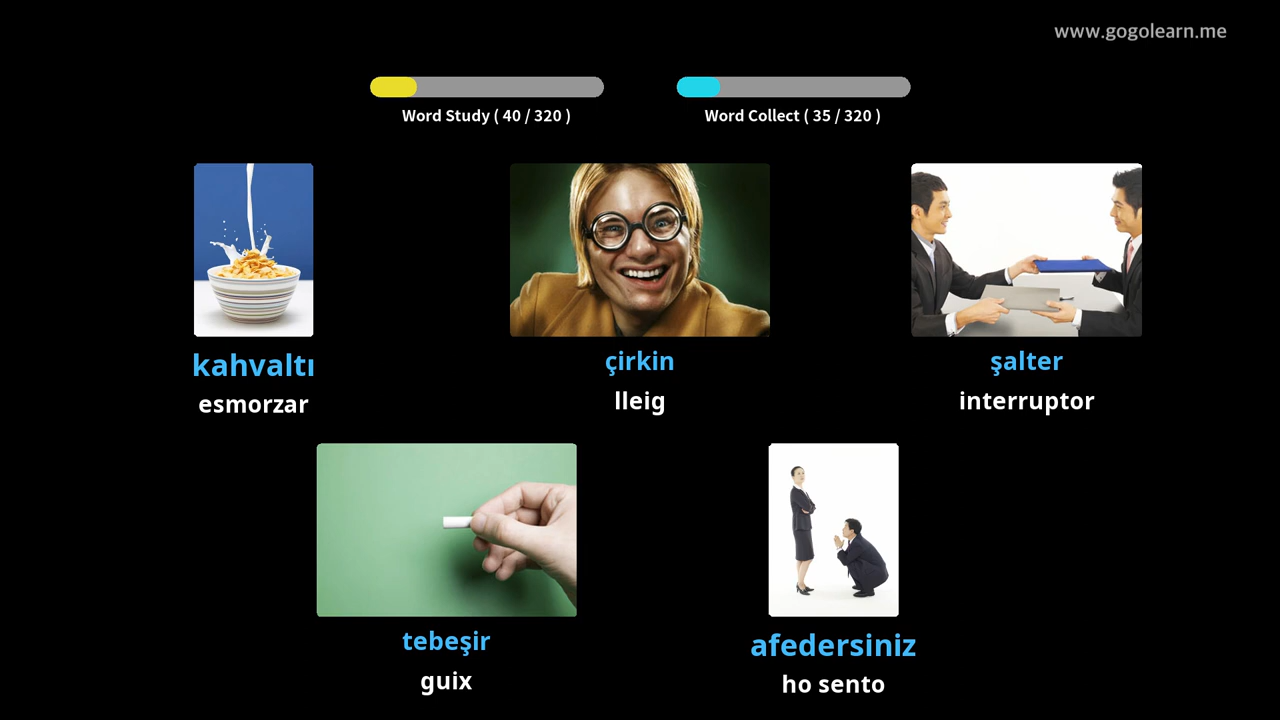 www.gogolearn.me
Word Study ( 40 / 320 )
Word Collect ( 35 / 320 )
kahvaltı
esmorzar
çirkin
lleig
şalter
interruptor
tebeşir
guix
afedersiniz
ho sento